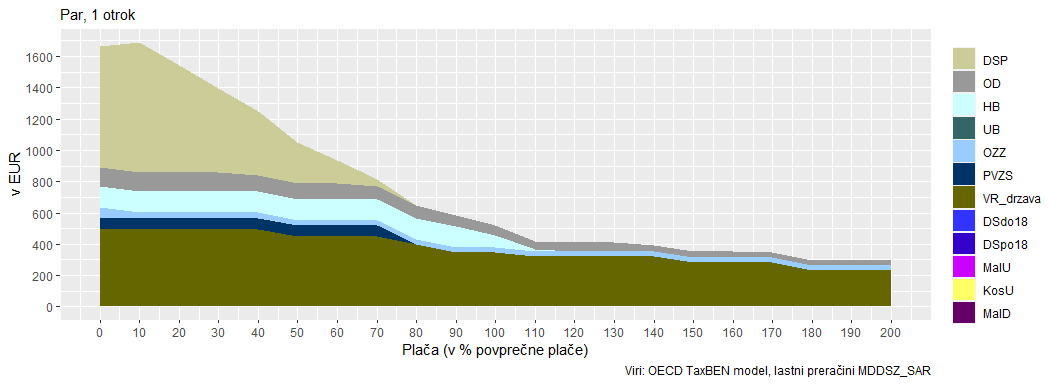 Par, 1 otrok
v EUR
1600
1400
1200
1000
800
600
400
200
0
0 10 20 30 40 50 60 70 80 90 100 110 120 130 140 150 160 170 180 190 200
Plača (v % povprečne plače)
DSP
OD
HB
UB
OZZ
PVZS
VR_drzava
DSdo18
DSpo18
MalU
KosU
MalD
Viri: OECD TaxBEN model, lastni preračini MDDSZ_SAR